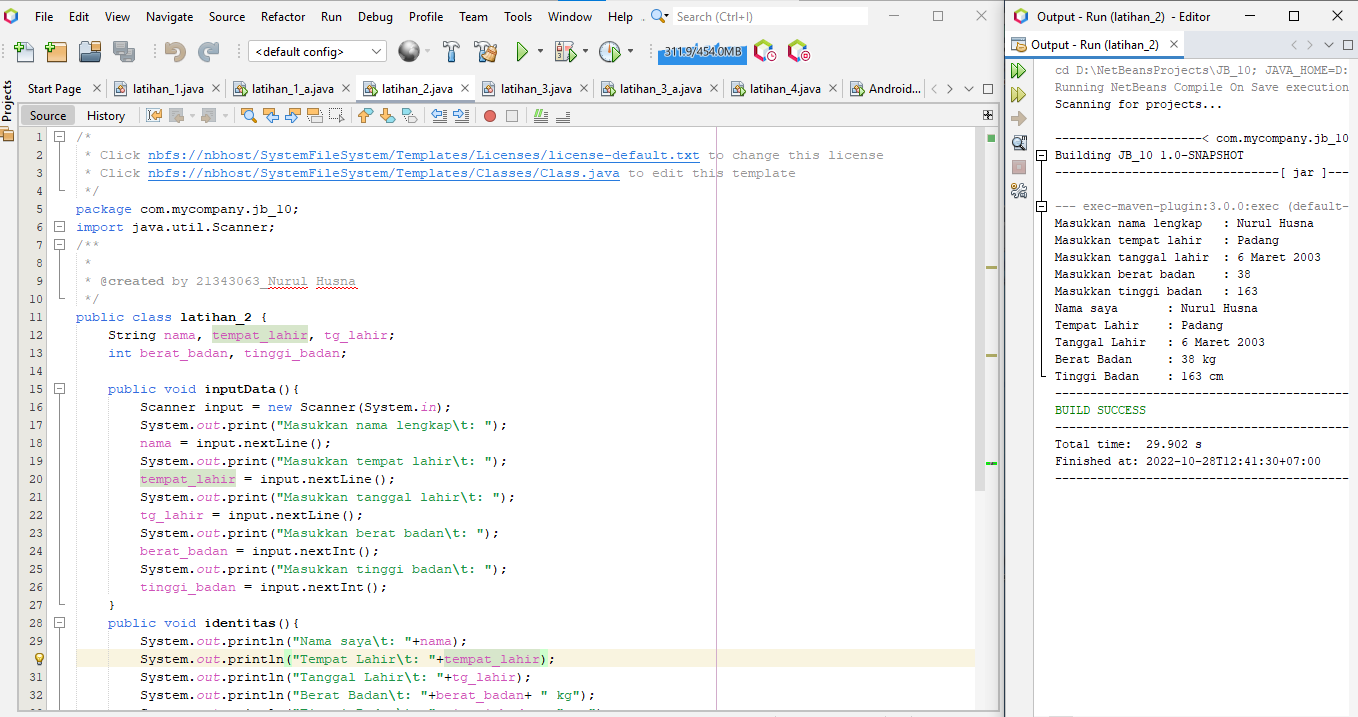 File Edit View Navigate Source Refactor Run Debug Profile Team Tools Window Help Search (Ctrl+I)
Output - Run (latihan_2) - Editor
<default config> 311.9/454.0MB
Output - Run (latihan_2)
Projects
Start Page latihan_1.java latihan_1_a.java latihan_2.java latihan_3.java latihan_3_a.java latihan_4.java Android...
Source History
1 /*
2 * Click nbfs://nbhost/SystemFileSystem/Templates/Licenses/license-default.txt to change this license
3 * Click nbfs://nbhost/SystemFileSystem/Templates/Classes/Class.java to edit this template
4 */
5 package com.mycompany.jb_10;
6 import java.util.Scanner;
7 /**
8 *
9 * @created by 21343063_Nurul Husna
10 */
11 public class latihan_2 {
12 String nama, tempat_lahir, tg_lahir;
13 int berat_badan, tinggi_badan;
14
15 public void inputData(){
16 Scanner input = new Scanner(System.in);
17 System.out.print("Masukkan nama lengkap\t: ");
18 nama = input.nextLine();
19 System.out.print("Masukkan tempat lahir\t: ");
20 tempat_lahir = input.nextLine();
21 System.out.print("Masukkan tanggal lahir\t: ");
22 tg_lahir = input.nextLine();
23 System.out.print("Masukkan berat badan\t: ");
24 berat_badan = input.nextInt();
25 System.out.print("Masukkan tinggi badan\t: ");
26 tinggi_badan = input.nextInt();
27 }
28 public void identitas(){
29 System.out.println("Nama saya\t: "+nama);
System.out.println("Tempat Lahir\t: "+tempat_lahir);
31 System.out.println("Tanggal Lahir\t: "+tg_lahir);
32 System.out.println("Berat Badan\t: "+berat_badan+ " kg");
cd D:\NetBeansProjects\JB_10; JAVA_HOME=D:
Running NetBeans Compile On Save execution
Scanning for projects...
---------------------< com.mycompany.jb_10
Building JB_10 1.0-SNAPSHOT
--------------------------------[ jar ]---
--- exec-maven-plugin:3.0.0:exec (default-
Masukkan nama lengkap : Nurul Husna
Masukkan tempat lahir : Padang
Masukkan tanggal lahir : 6 Maret 2003
Masukkan berat badan : 38
Masukkan tinggi badan : 163
Nama saya : Nurul Husna
Tempat Lahir : Padang
Tanggal Lahir : 6 Maret 2003
Berat Badan : 38 kg
Tinggi Badan : 163 cm
------------------------------------------
BUILD SUCCESS
------------------------------------------
Total time: 29.902 s
Finished at: 2022-10-28T12:41:30+07:00
------------------------------------------